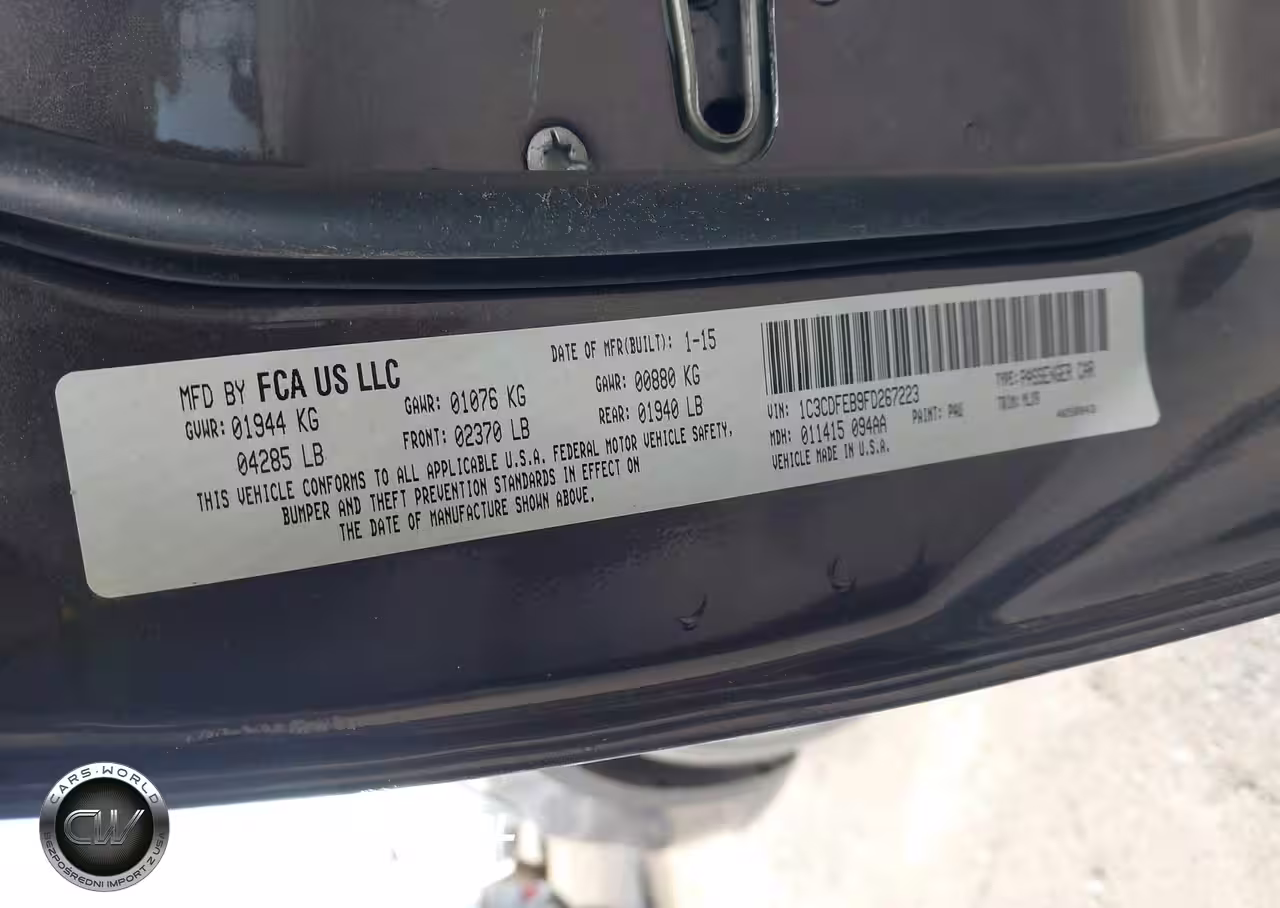 MFD BY FCA US LLC
DATE OF MFR(BUILT): 1-15
GVWR: 01944 KG
GAWR: 01076 KG
GAWR: 00880 KG
04285 LB
FRONT: 02370 LB
REAR: 01940 LB
THIS VEHICLE CONFORMS TO ALL APPLICABLE U.S.A. FEDERAL MOTOR VEHICLE SAFETY,
BUMPER AND THEFT PREVENTION STANDARDS IN EFFECT ON
THE DATE OF MANUFACTURE SHOWN ABOVE.
VIN: 1C3CDFEB9FD267223
TYPE: PASSENGER CAR
MDH: 011415 094AA
PAINT: PAU
TRIM:
VEHICLE MADE IN U.S.A.
CARS-WORLD
CW
BEZPOŚREDNI IMPORT Z USA